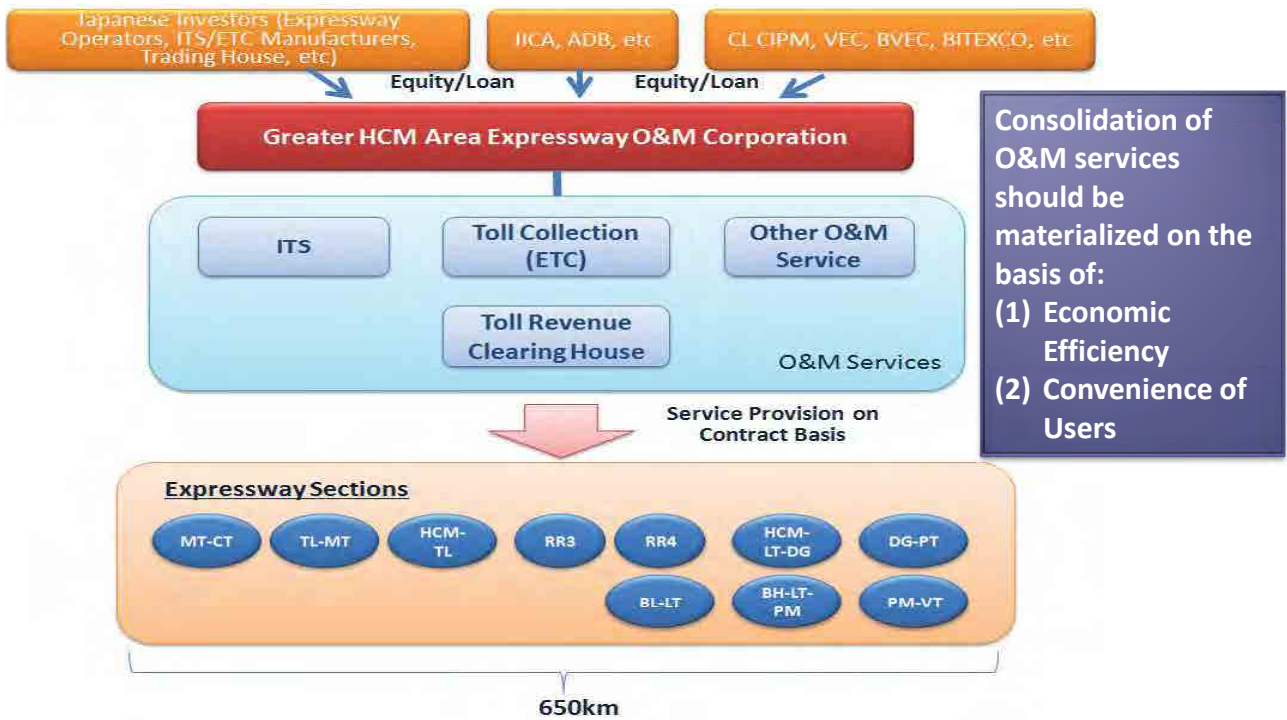 Japanese Investors (Expressway
Operators, ITS/ETC Manufacturers,
Trading House, etc)
JICA, ADB, etc
CL CIPM, VEC, BVEC, BITEXCO, etc
Equity/Loan
Equity/Loan
Greater HCM Area Expressway O&M Corporation
ITS
Toll Collection
(ETC)
Other O&M
Service
Toll Revenue
Clearing House
O&M Services
Service Provision on
Contract Basis
Expressway Sections
MT-CT
TL-MT
HCM-
TL
RR3
RR4
HCM-
LT-DG
DG-PT
BL-LT
BH-LT-
PM
PM-VT
650km
Consolidation of
O&M services
should be
materialized on the
basis of:
(1) Economic
Efficiency
(2) Convenience of
Users